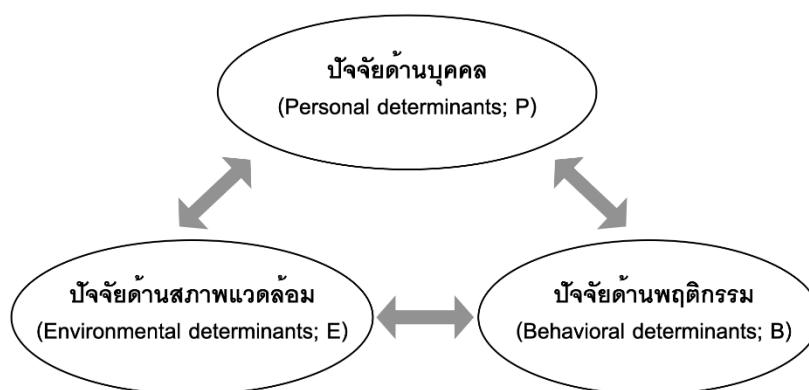 ปัจจัยด้านบุคคล
(Personal determinants; P)
ปัจจัยด้านสภาพแวดล้อม
(Environmental determinants; E)
ปัจจัยด้านพฤติกรรม
(Behavioral determinants; B)